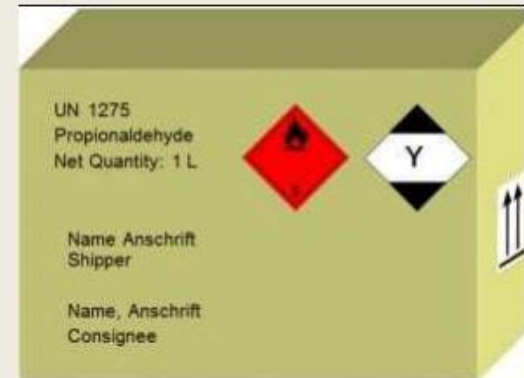 UN 1275
Propionaldehyde
Net Quantity: 1 L
Y
Name Anschrift
Shipper
Name, Anschrift
Consignee